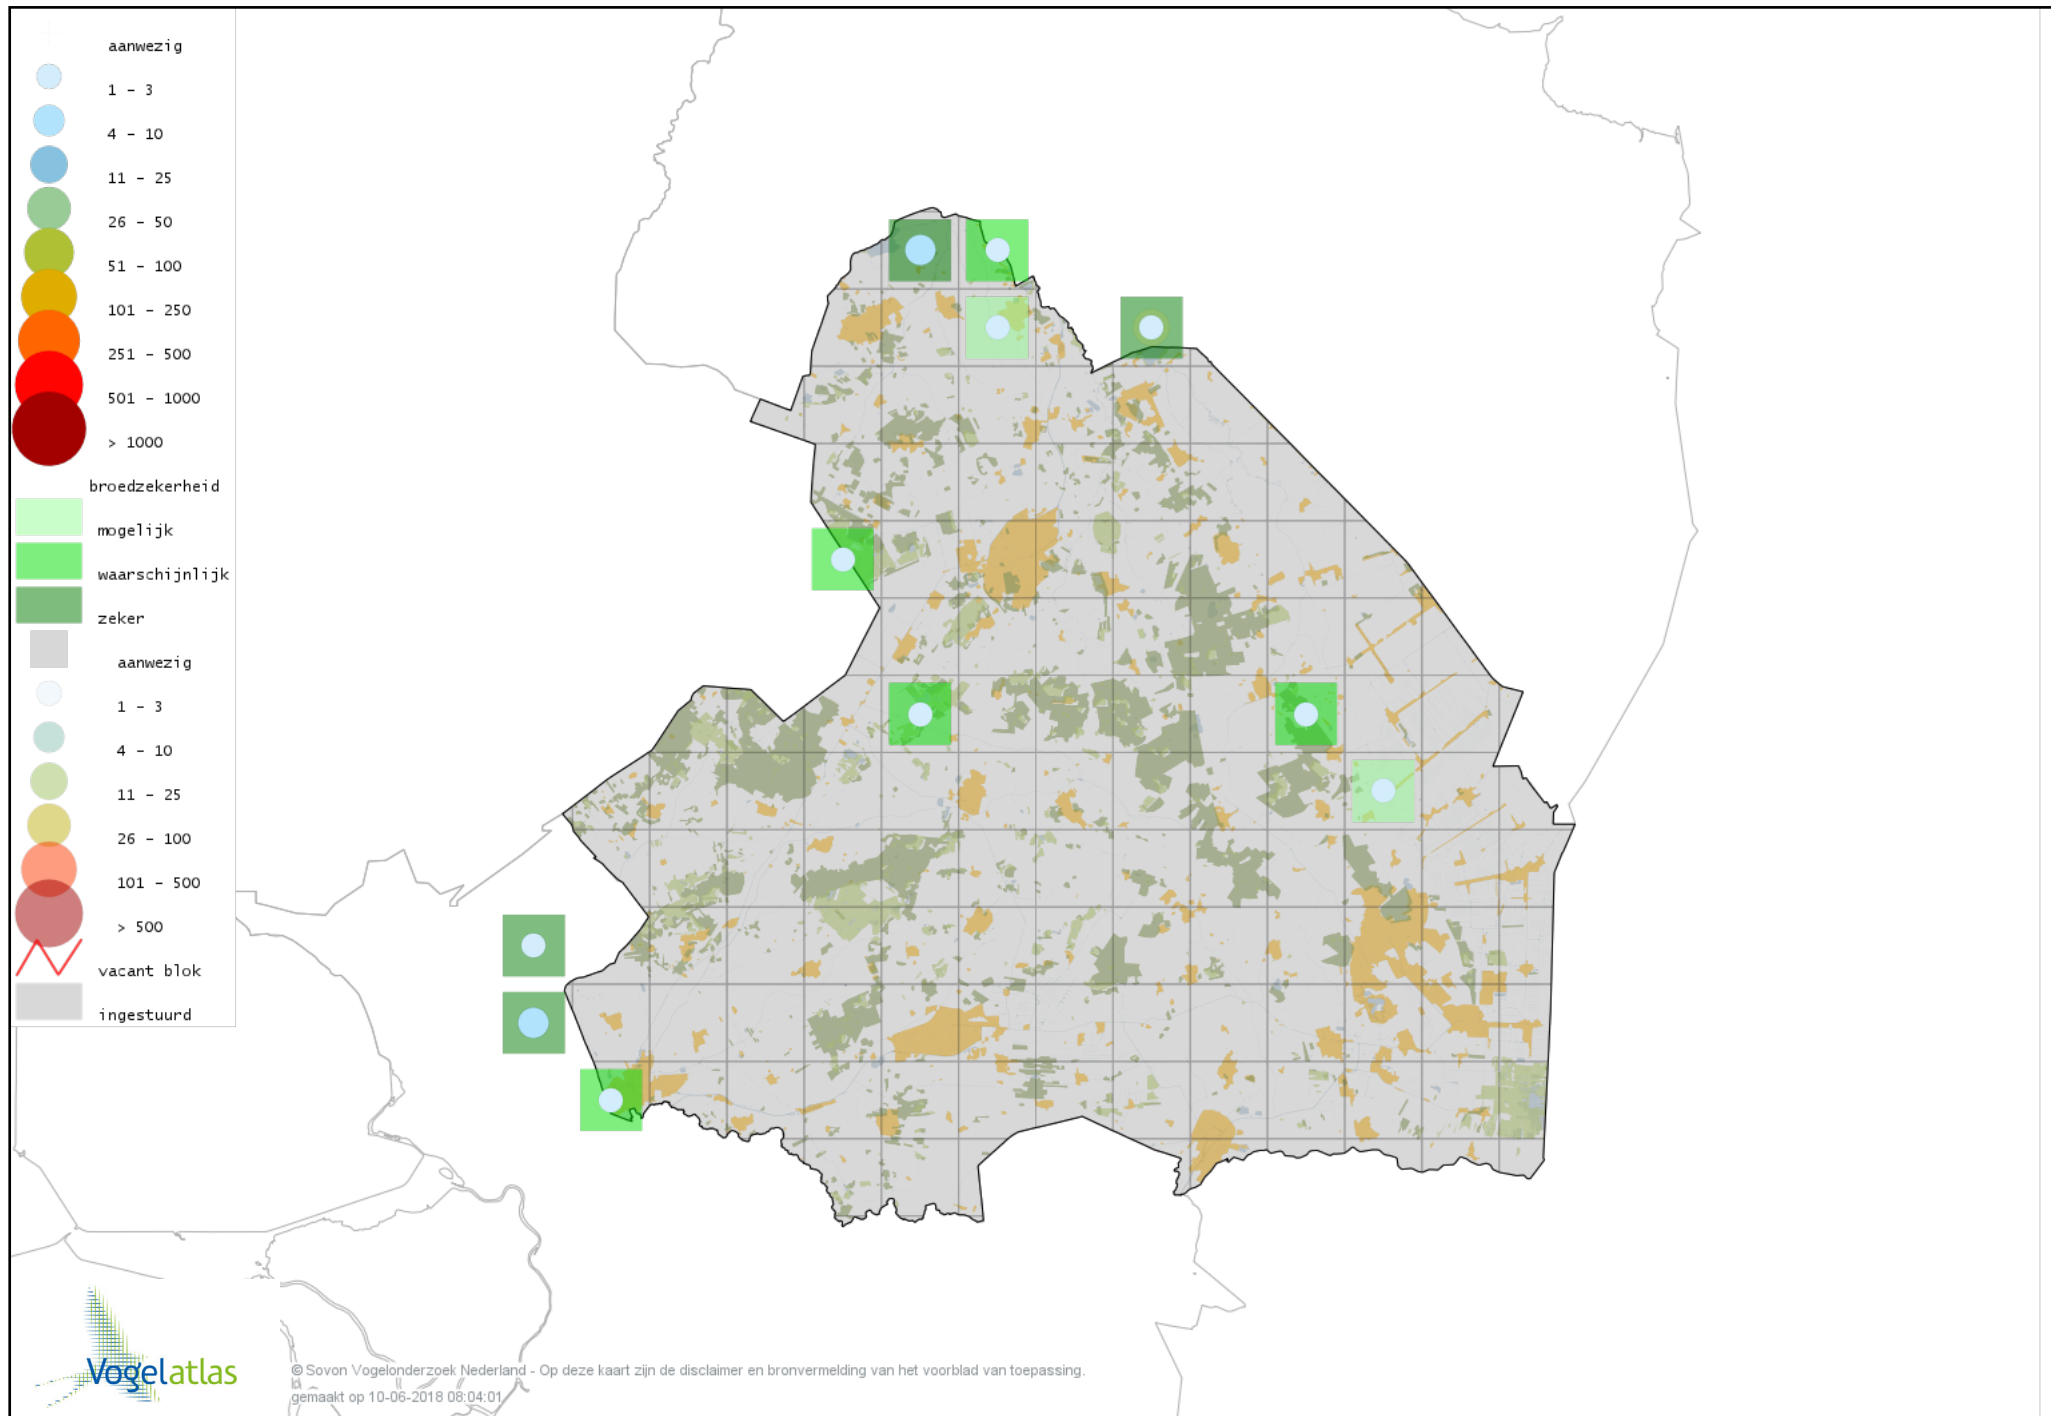 aanwezig
1 - 3
4 - 10
11 - 25
26 - 50
51 - 100
101 - 250
251 - 500
501 - 1000
> 1000
broedzekerheid
mogelijk
waarschijnlijk
zeker
aanwezig
1 - 3
4 - 10
11 - 25
26 - 100
101 - 500
> 500
vacant blok
ingestuurd
Vogelatlas
© Sovon Vogelonderzoek Nederland - Op deze kaart zijn de disclaimer en bronvermelding van het voorblad van toepassing.
gemaakt op 10-06-2018 08:04:01